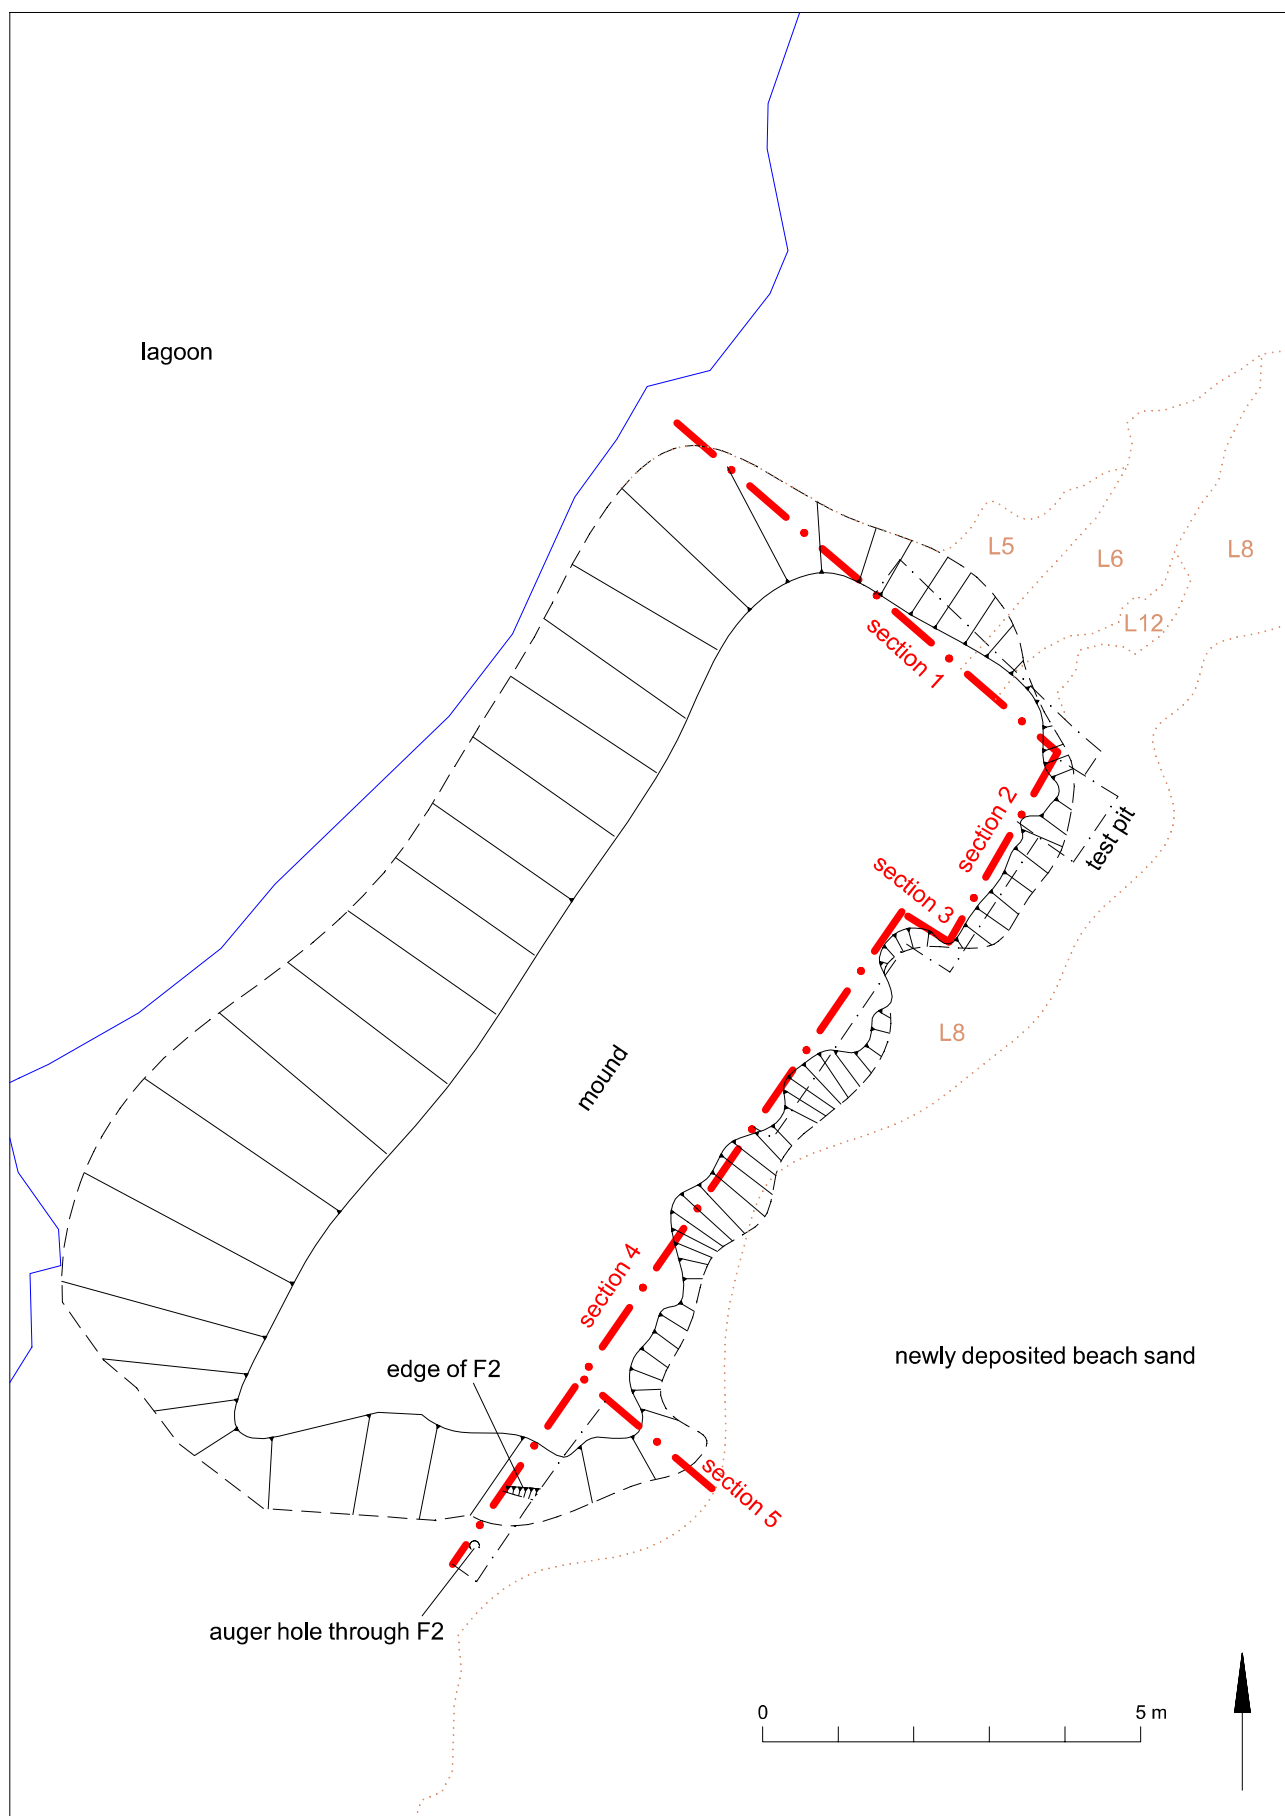 lagoon
L5
L6
L8
L12
section 1
section 2
test pit
section 3
L8
mound
section 4
newly deposited beach sand
edge of F2
section 5
auger hole through F2
0
5 m